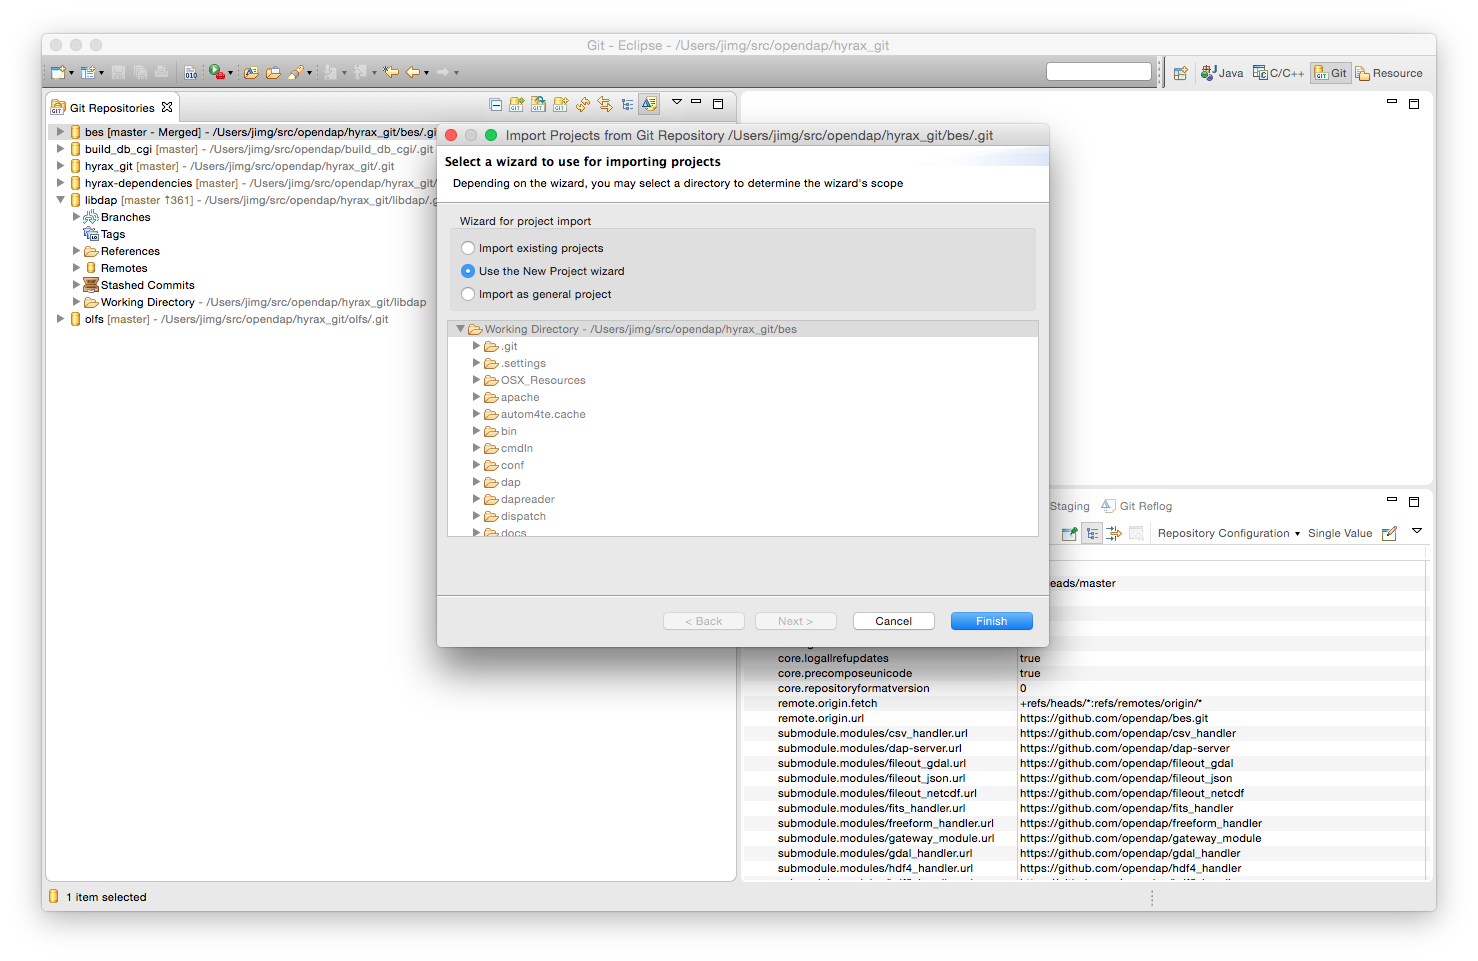 Git - Eclipse - /Users/jimg/src/opendap/hyrax_git
Java
C/C++
Git
Resource
Git Repositories
bes [master - Merged] - /Users/jimg/src/opendap/hyrax_git/bes/.gi
build_db_cgi [master] - /Users/jimg/src/opendap/build_db_cgi/.git
hyrax_git [master] - /Users/jimg/src/opendap/hyrax_git/.git
hyrax-dependencies [master] - /Users/jimg/src/opendap/hyrax_git/
libdap [master ↑361] - /Users/jimg/src/opendap/hyrax_git/libdap/.g
Branches
Tags
References
Remotes
Stashed Commits
Working Directory - /Users/jimg/src/opendap/hyrax_git/libdap
olfs [master] - /Users/jimg/src/opendap/hyrax_git/olfs/.git
Import Projects from Git Repository /Users/jimg/src/opendap/hyrax_git/bes/.git
Select a wizard to use for importing projects
Depending on the wizard, you may select a directory to determine the wizard's scope
Wizard for project import
Import existing projects
Use the New Project wizard
Import as general project
Working Directory - /Users/jimg/src/opendap/hyrax_git/bes
.git
.settings
OSX_Resources
apache
autom4te.cache
bin
cmdln
conf
dap
dapreader
dispatch
docs
< Back
Next >
Cancel
Finish
Staging
Git Reflog
Repository Configuration
Single Value
eads/master
core.logallrefupdates true
core.precomposeunicode true
core.repositoryformatversion 0
remote.origin.fetch +refs/heads/*:refs/remotes/origin/*
remote.origin.url https://github.com/opendap/bes.git
submodule.modules/csv_handler.url https://github.com/opendap/csv_handler
submodule.modules/dap-server.url https://github.com/opendap/dap-server
submodule.modules/fileout_gdal.url https://github.com/opendap/fileout_gdal
submodule.modules/fileout_json.url https://github.com/opendap/fileout_json
submodule.modules/fileout_netcdf.url https://github.com/opendap/fileout_netcdf
submodule.modules/fits_handler.url https://github.com/opendap/fits_handler
submodule.modules/freeform_handler.url https://github.com/opendap/freeform_handler
submodule.modules/gateway_module.url https://github.com/opendap/gateway_module
submodule.modules/gdal_handler.url https://github.com/opendap/gdal_handler
submodule.modules/hdf4_handler.url https://github.com/opendap/hdf4_handler
1 item selected